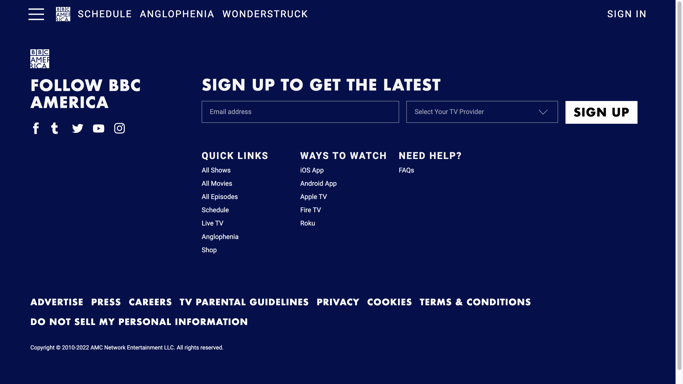 BBC AMERICA SCHEDULE ANGLOPHENIA WONDERSTRUCK SIGN IN
BBC
AMER
ICA
FOLLOW BBC
AMERICA
SIGN UP TO GET THE LATEST
Email address
Select Your TV Provider
SIGN UP
QUICK LINKS
All Shows
All Movies
All Episodes
Schedule
Live TV
Anglophenia
Shop
WAYS TO WATCH
iOS App
Android App
Apple TV
Fire TV
Roku
NEED HELP?
FAQs
ADVERTISE PRESS CAREERS TV PARENTAL GUIDELINES PRIVACY COOKIES TERMS & CONDITIONS
DO NOT SELL MY PERSONAL INFORMATION
Copyright © 2010-2022 AMC Network Entertainment LLC. All rights reserved.